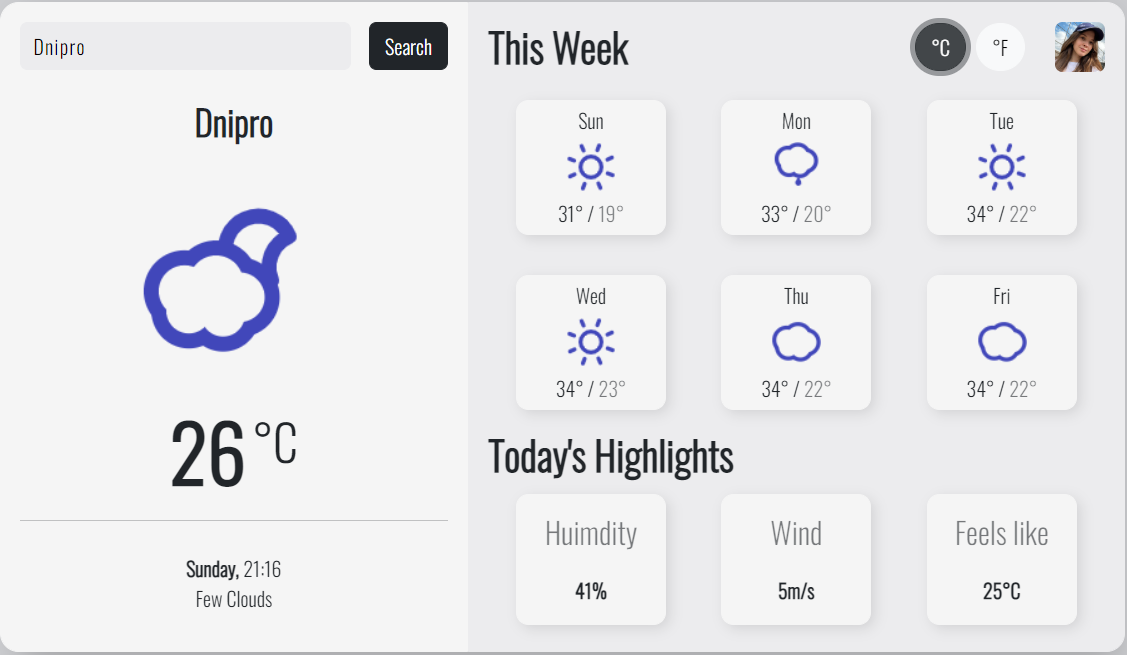 Dnipro
Search
Dnipro
26 °C
Sunday, 21:16
Few Clouds
This Week
°C
°F
Sun
31° / 19°
Mon
33° / 20°
Tue
34° / 22°
Wed
34° / 23°
Thu
34° / 22°
Fri
34° / 22°
Today's Highlights
Huimdity
41%
Wind
5m/s
Feels like
25°C